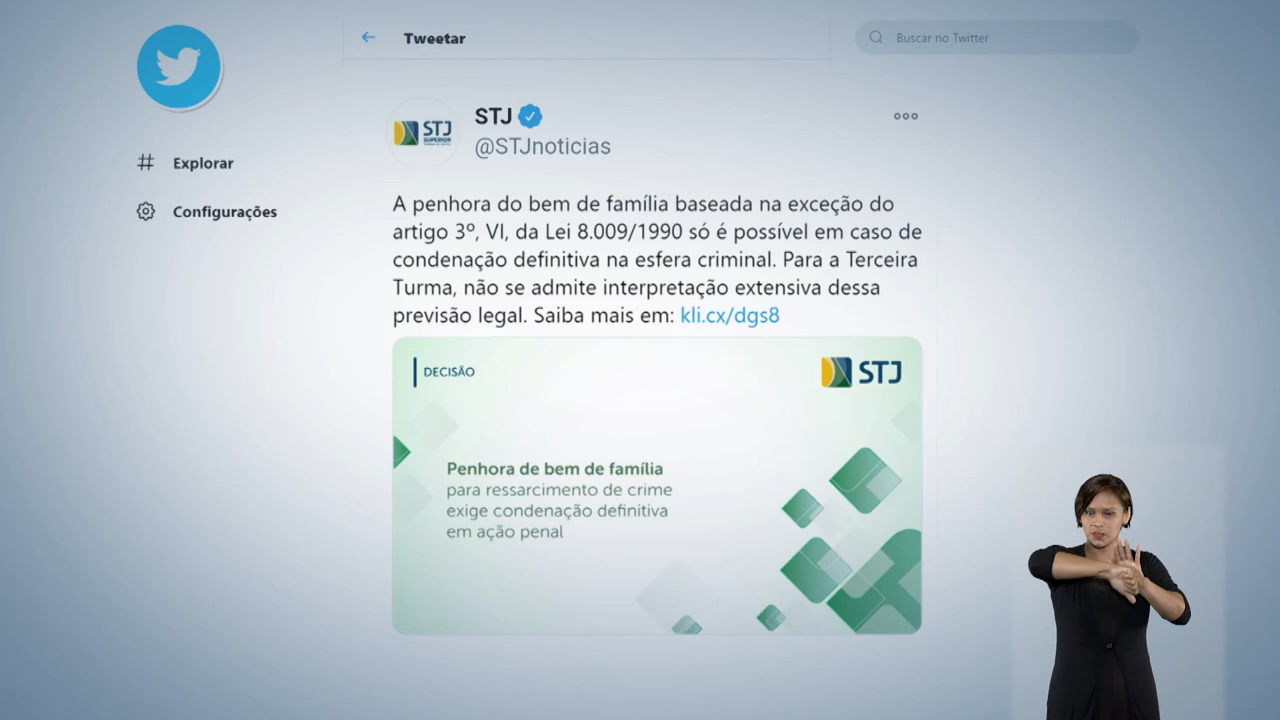 Tweetar
Buscar no Twitter
Explorar
Configurações
STJ
SUPERIOR
STJ
@STJnoticias
A penhora do bem de família baseada na exceção do
artigo 3º, VI, da Lei 8.009/1990 só é possível em caso de
condenação definitiva na esfera criminal. Para a Terceira
Turma, não se admite interpretação extensiva dessa
previsão legal. Saiba mais em: kli.cx/dgs8
DECISÃO
STJ
Penhora de bem de família
para ressarcimento de crime
exige condenação definitiva
em ação penal